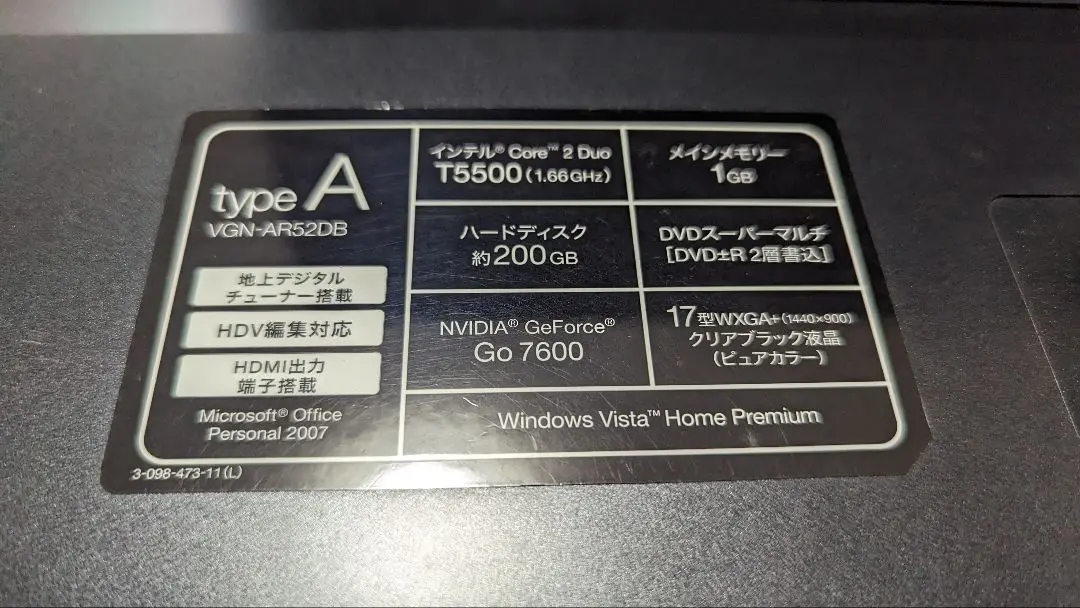 type A
VGN-AR52DB
地上デジタル
チューナー搭載
HDV編集対応
HDMI出力
端子搭載
Microsoft® Office
Personal 2007
インテル® Core™ 2 Duo
T5500(1.66GHz)
メインメモリー
1GB
ハードディスク
約200GB
DVDスーパーマルチ
[DVD±R 2層書込]
NVIDIA® GeForce®
Go 7600
17型WXGA+(1440×900)
クリアブラック液晶
(ピュアカラー)
Windows Vista™ Home Premium
3-098-473-11(L)